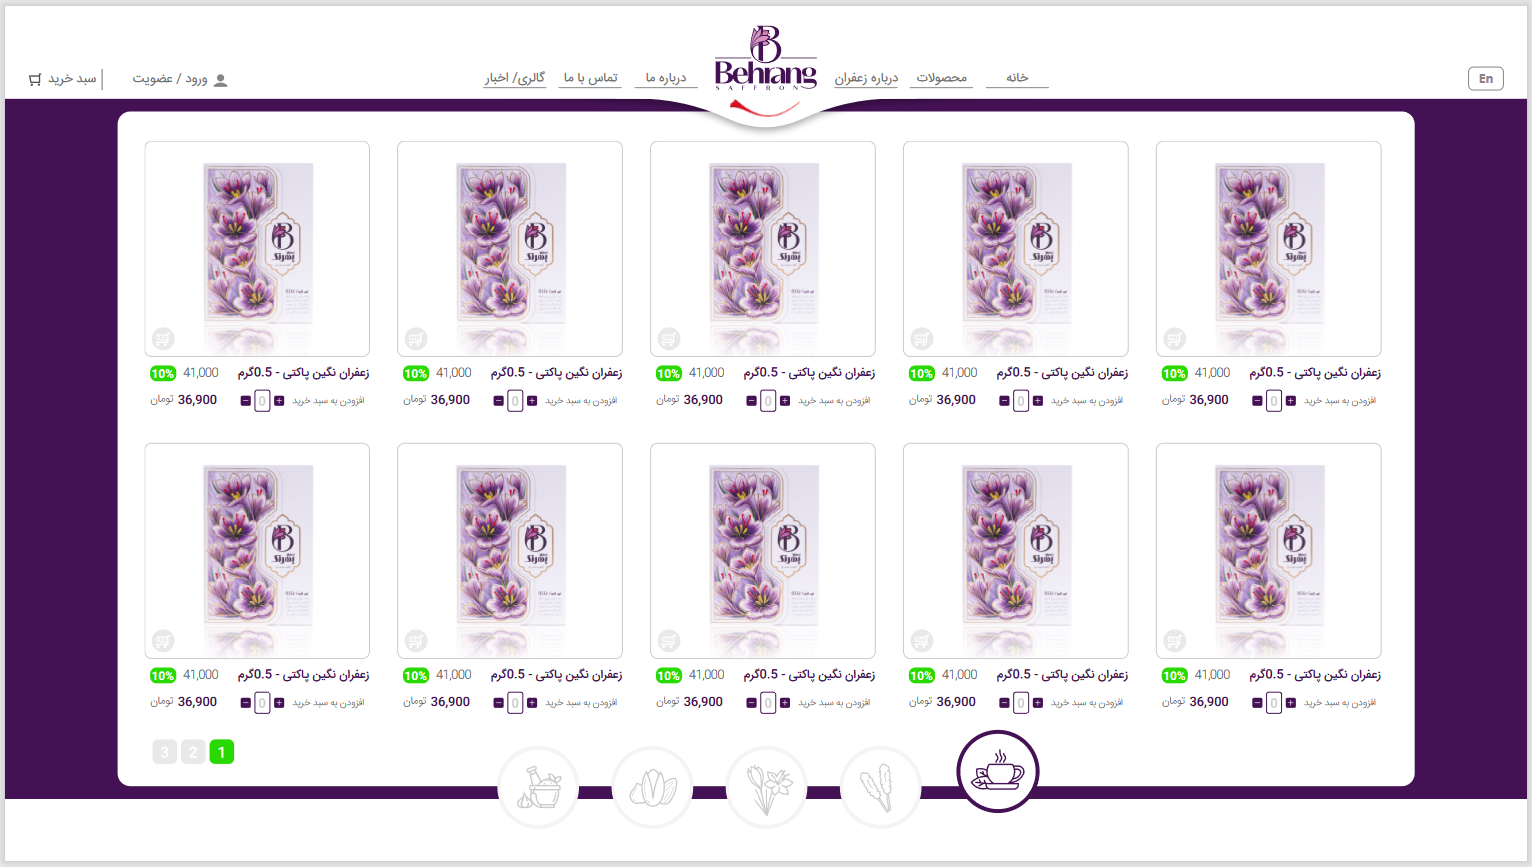 En
خانه
محصولات
درباره زعفران
Behrang
SAFFRON
درباره ما
تماس با ما
گالری/ اخبار
ورود / عضویت
سبد خرید
زعفران نگین پاکتی - 0.5گرم 41,000 10%
افزودن به سبد خرید + 0 − 36,900 تومان
زعفران نگین پاکتی - 0.5گرم 41,000 10%
افزودن به سبد خرید + 0 − 36,900 تومان
زعفران نگین پاکتی - 0.5گرم 41,000 10%
افزودن به سبد خرید + 0 − 36,900 تومان
زعفران نگین پاکتی - 0.5گرم 41,000 10%
افزودن به سبد خرید + 0 − 36,900 تومان
زعفران نگین پاکتی - 0.5گرم 41,000 10%
افزودن به سبد خرید + 0 − 36,900 تومان
زعفران نگین پاکتی - 0.5گرم 41,000 10%
افزودن به سبد خرید + 0 − 36,900 تومان
زعفران نگین پاکتی - 0.5گرم 41,000 10%
افزودن به سبد خرید + 0 − 36,900 تومان
زعفران نگین پاکتی - 0.5گرم 41,000 10%
افزودن به سبد خرید + 0 − 36,900 تومان
زعفران نگین پاکتی - 0.5گرم 41,000 10%
افزودن به سبد خرید + 0 − 36,900 تومان
زعفران نگین پاکتی - 0.5گرم 41,000 10%
افزودن به سبد خرید + 0 − 36,900 تومان
1 2 3